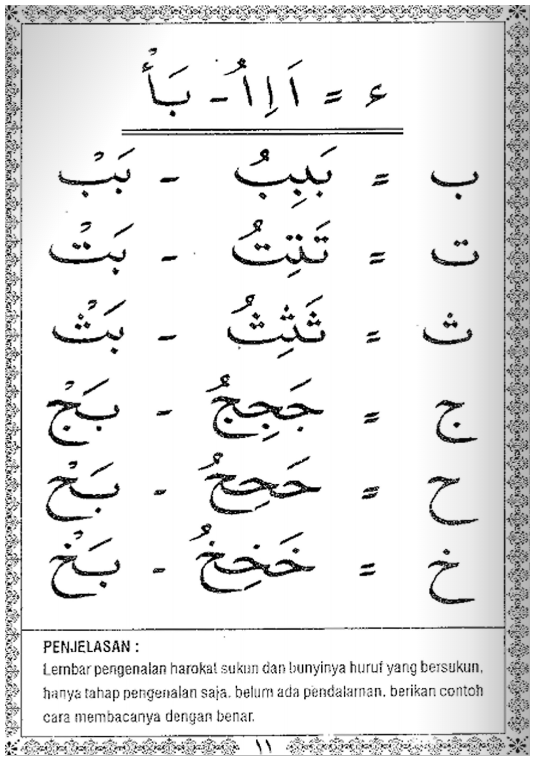 ء = اَاِاُ - بَأْ
ب = بَبِبُ - بَبْ
ت = تَتِتُ - بَتْ
ث = ثَثِثُ - بَثْ
ج = جَجِجُ - بَجْ
ح = حَحِحُ - بَحْ
خ = خَخِخُ - بَخْ
PENJELASAN :
Lembar pengenalan harokat sukun dan bunyinya huruf yang bersukun,
hanya tahap pengenalan saja, belum ada pendalaman, berikan contoh
cara membacanya dengan benar.
١١